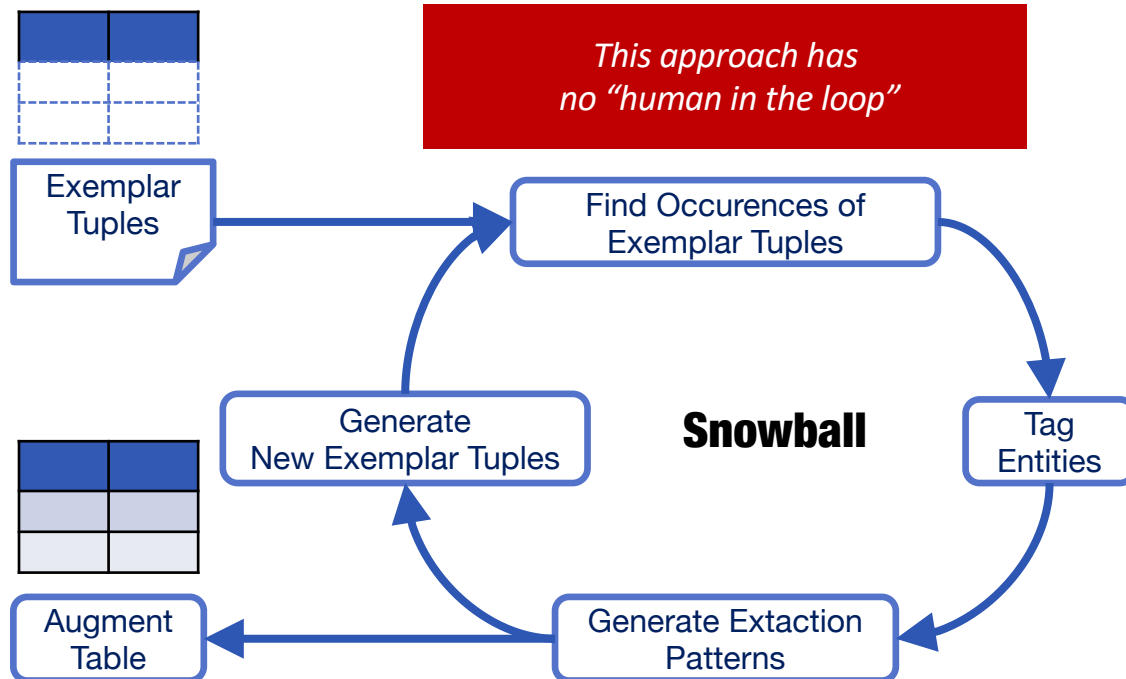 This approach has
no “human in the loop”
Exemplar
Tuples
Find Occurences of
Exemplar Tuples
Generate
New Exemplar Tuples
Snowball
Tag
Entities
Augment
Table
Generate Extaction
Patterns